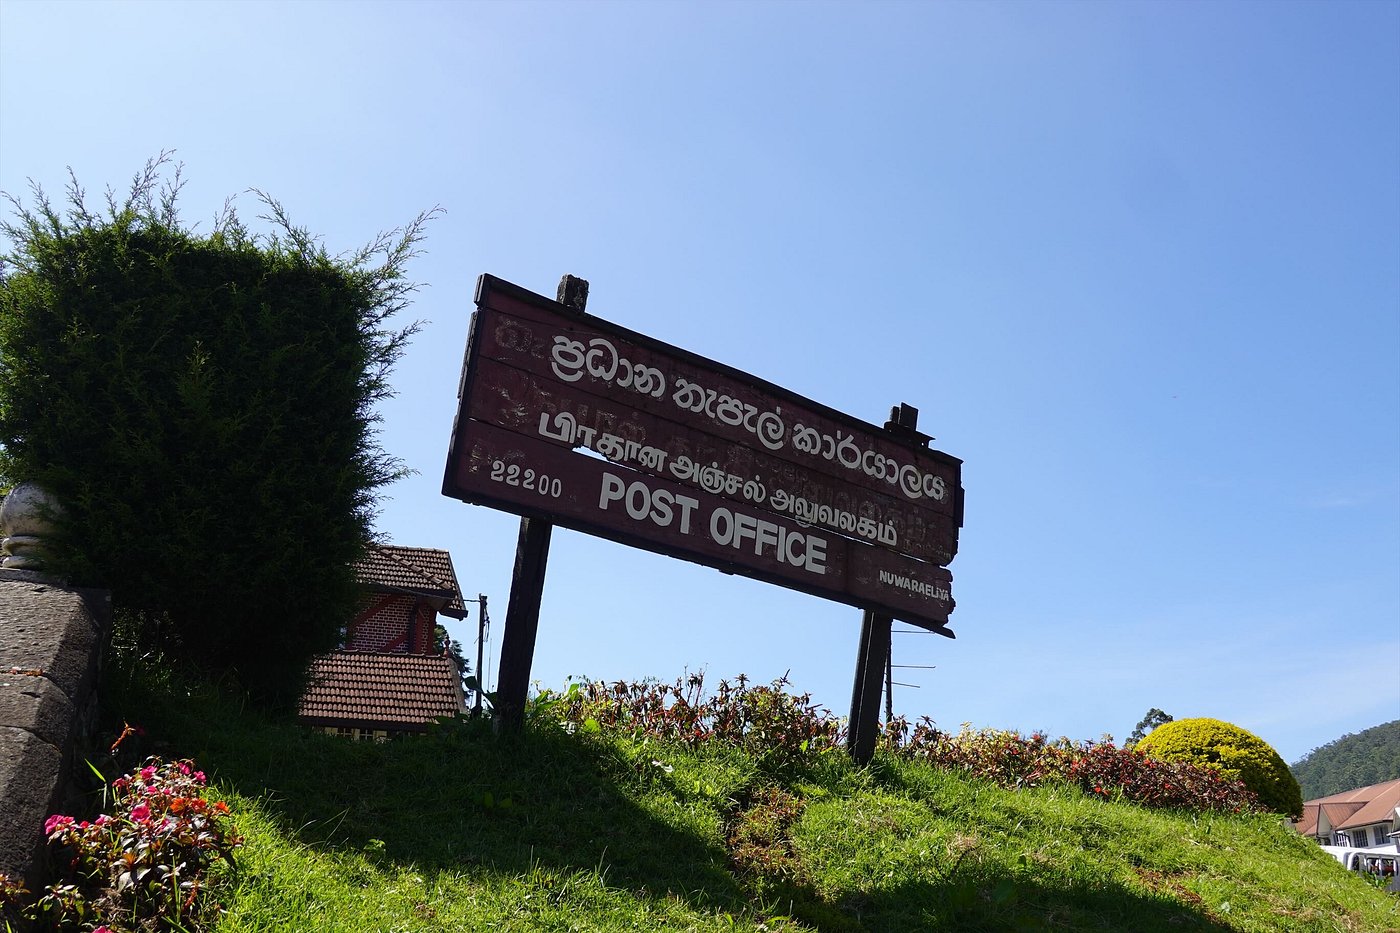 ප්‍රධාන තැපැල් කාර්යාලය
பிரதான அஞ்சல் அலுவலகம்
22200 POST OFFICE NUWARAELIYA